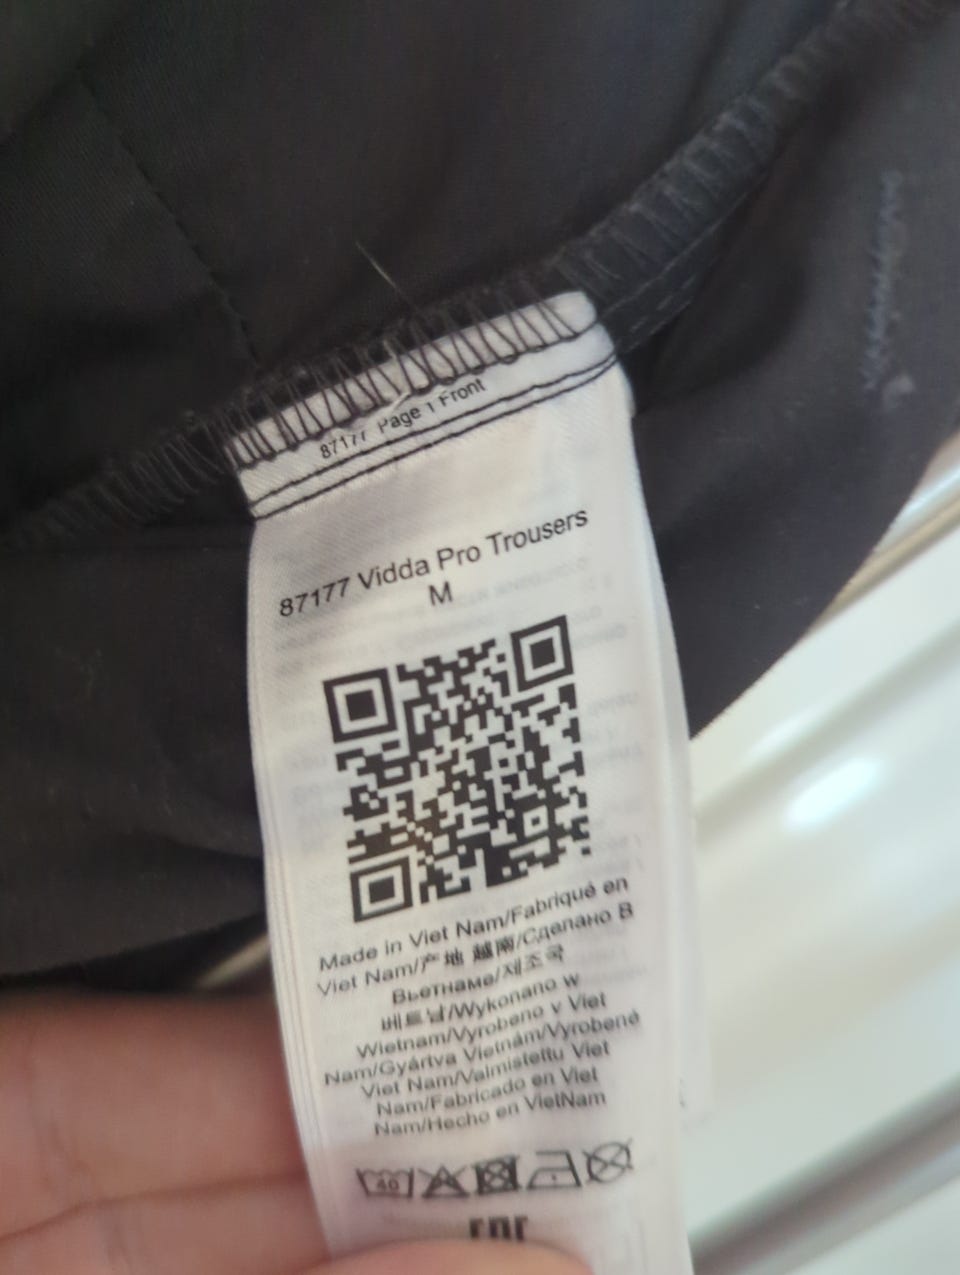 87177 Page 1 Front
87177 Vidda Pro Trousers
M
Made in Viet Nam/Fabriqué en
Viet Nam/产地 越南/Сделано В
Вьетнаме/제조국
베트남/Wykonano w
Wietnam/Vyrobeno v Viet
Nam/Gyártva Vietnám/Vyrobené
Viet Nam/Valmistettu Viet
Nam/Fabricado en Viet
Nam/Hecho en VietNam
40